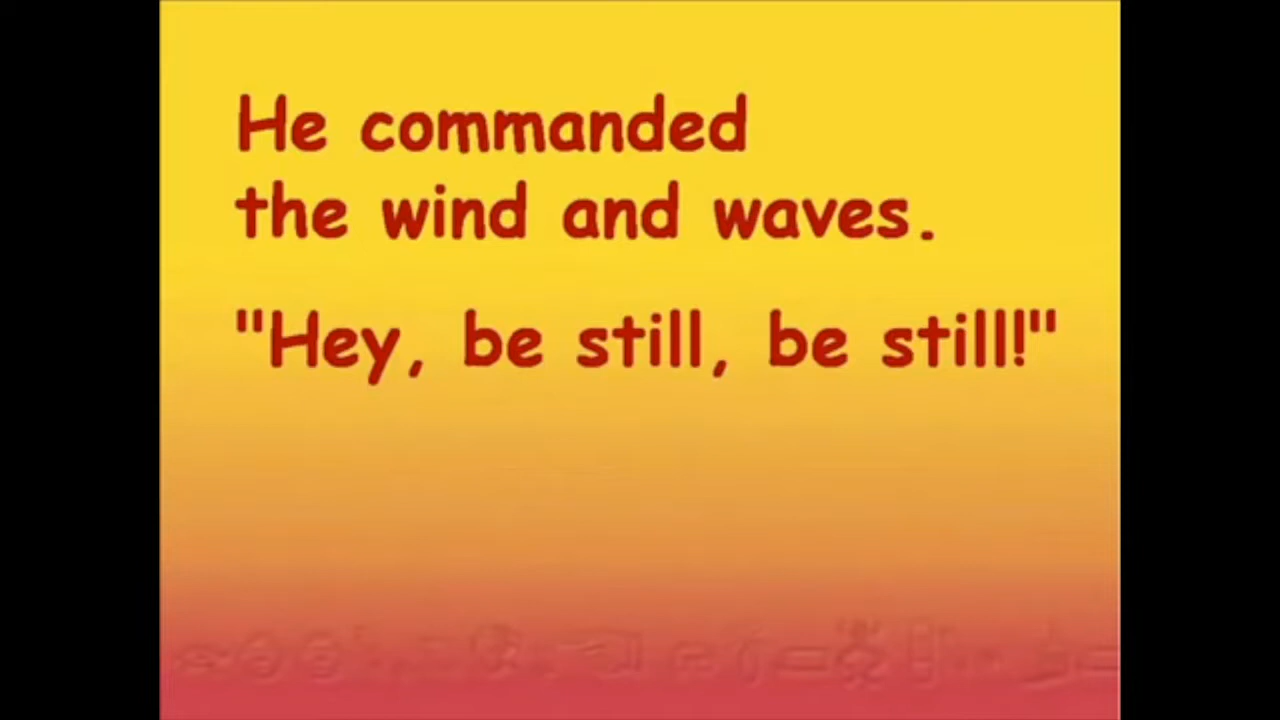 He commanded
the wind and waves.
"Hey, be still, be still!"